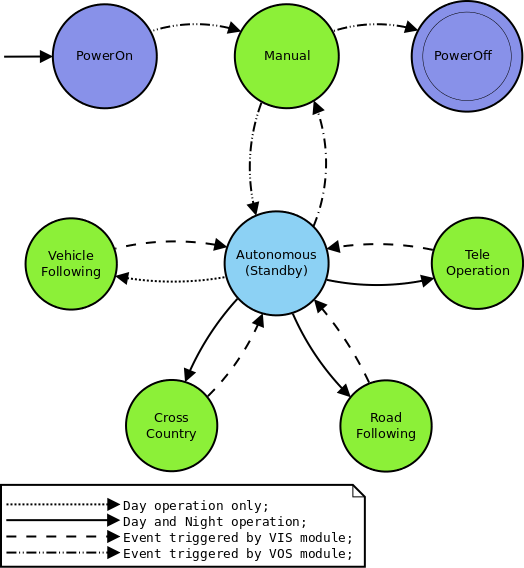 PowerOn
Manual
PowerOff
Vehicle
Following
Autonomous
(Standby)
Tele
Operation
Cross
Country
Road
Following
Day operation only;
Day and Night operation;
Event triggered by VIS module;
Event triggered by VOS module;